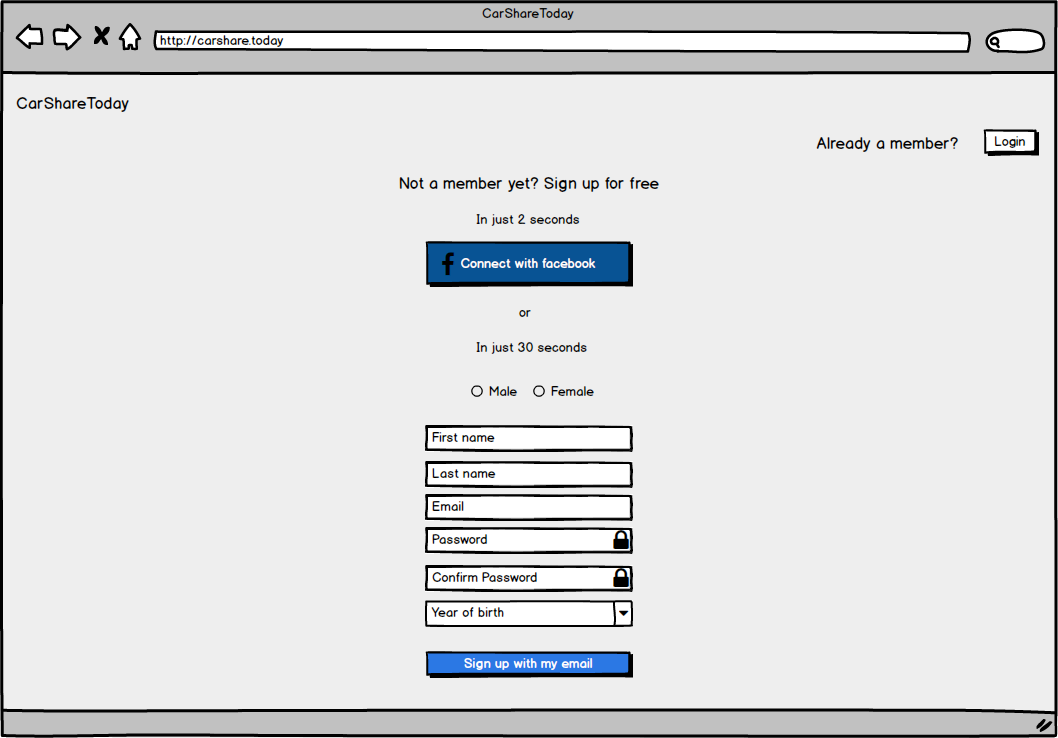 CarShareToday
http://carshare.today
CarShareToday
Already a member? Login
Not a member yet? Sign up for free
In just 2 seconds
f Connect with facebook
or
In just 30 seconds
Male Female
First name
Last name
Email
Password
Confirm Password
Year of birth
Sign up with my email